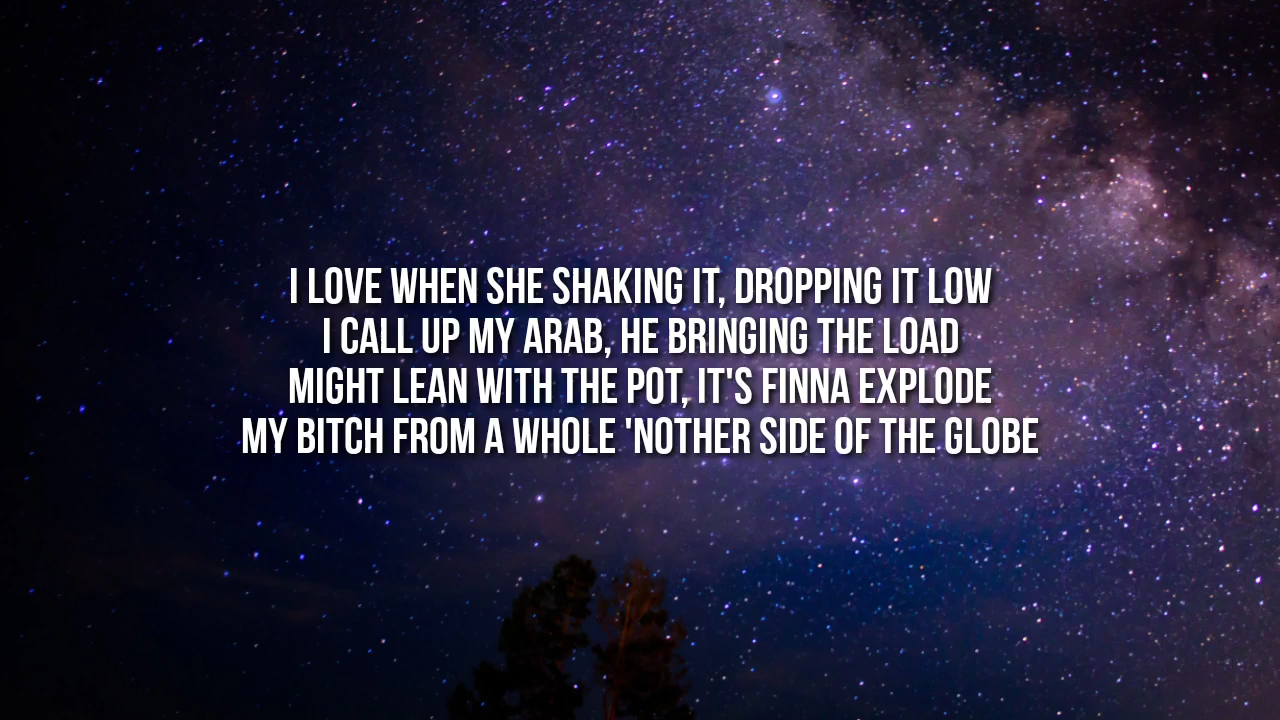 I LOVE WHEN SHE SHAKING IT, DROPPING IT LOW
I CALL UP MY ARAB, HE BRINGING THE LOAD
MIGHT LEAN WITH THE POT, IT'S FINNA EXPLODE
MY BITCH FROM A WHOLE 'NOTHER SIDE OF THE GLOBE